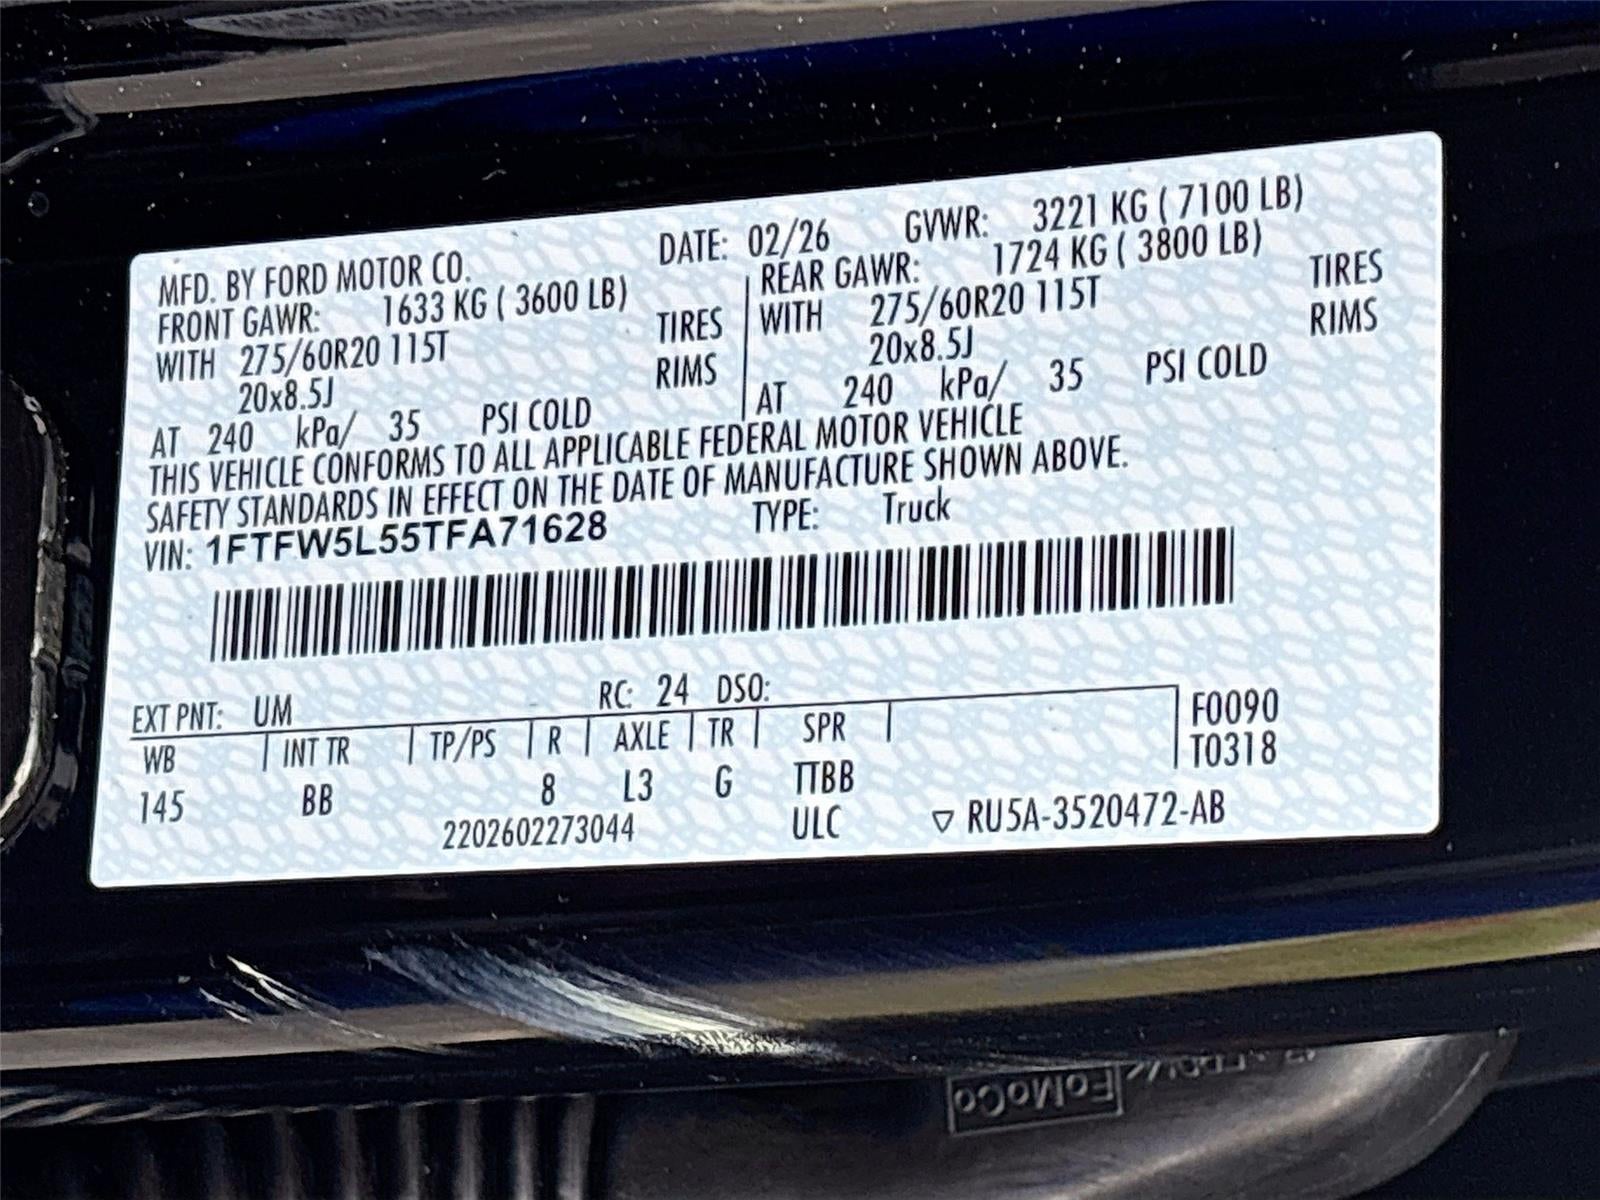 MFD. BY FORD MOTOR CO. DATE: 02/26 GVWR: 3221 KG ( 7100 LB)
FRONT GAWR: 1633 KG ( 3600 LB) REAR GAWR: 1724 KG ( 3800 LB)
WITH 275/60R20 115T TIRES WITH 275/60R20 115T TIRES
20x8.5J RIMS 20x8.5J RIMS
AT 240 kPa/ 35 PSI COLD AT 240 kPa/ 35 PSI COLD
THIS VEHICLE CONFORMS TO ALL APPLICABLE FEDERAL MOTOR VEHICLE
SAFETY STANDARDS IN EFFECT ON THE DATE OF MANUFACTURE SHOWN ABOVE.
VIN: 1FTFW5L55TFA71628 TYPE: Truck
EXT PNT: UM RC: 24 DSO:
WB INT TR TP/PS R AXLE TR SPR F0090
145 BB 8 L3 G TTBB T0318
2202602273044 ULC ▽ RU5A-3520472-AB
FoMoCo